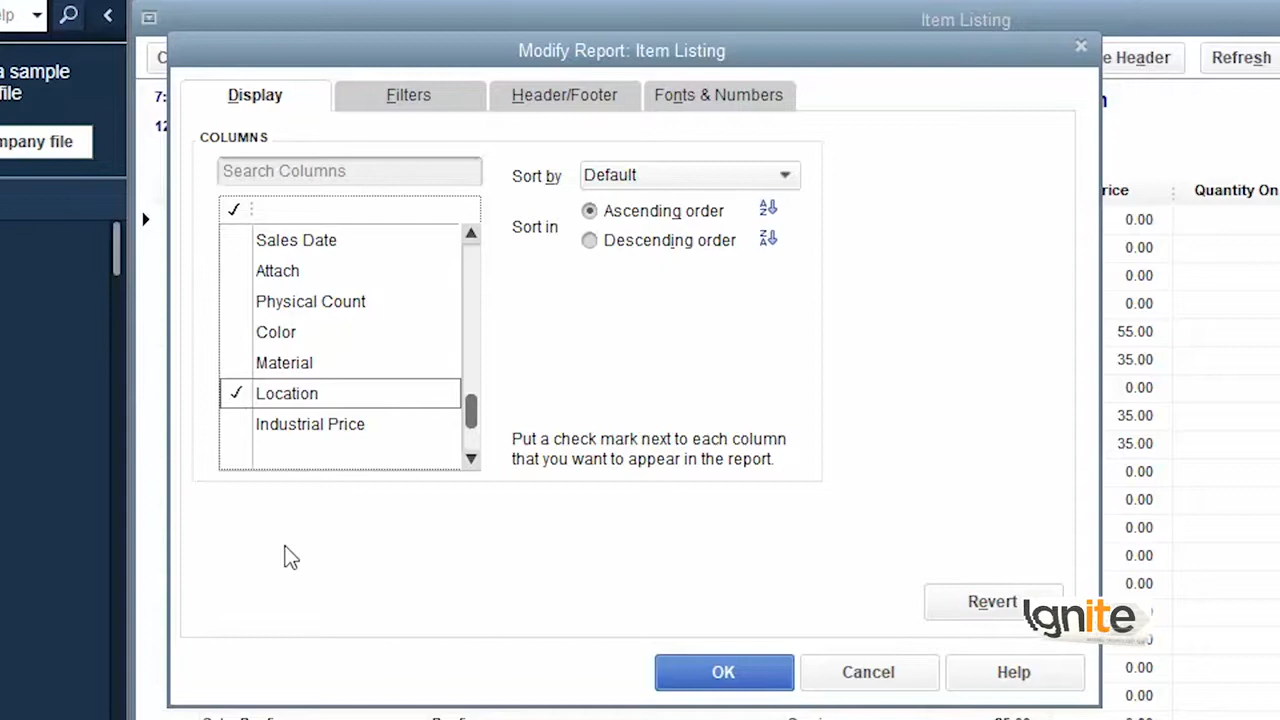 elp
Item Listing
Modify Report: Item Listing
a sample
file
mpany file
C
e Header
Refresh
7:
12
n
Display
Filters
Header/Footer
Fonts & Numbers
COLUMNS
Search Columns
Sort by
Default
Sort in
Ascending order
Descending order
Sales Date
Attach
Physical Count
Color
Material
Location
Industrial Price
Put a check mark next to each column
that you want to appear in the report.
rice
Quantity On
0.00
0.00
0.00
0.00
55.00
35.00
0.00
35.00
35.00
0.00
0.00
0.00
0.00
0.00
0.00
0.00
Revert
Ignite
OK
Cancel
Help